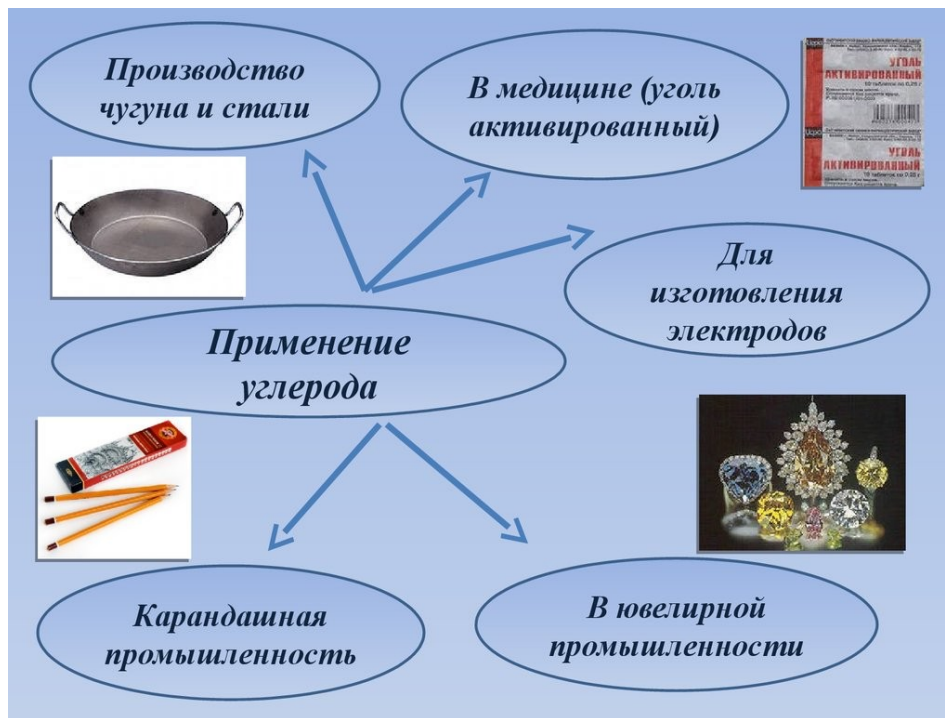 Производство
чугуна и стали
В медицине (уголь
активированный)
УГОЛЬ
АКТИВИРОВАННЫЙ
УГОЛЬ
АКТИВИРОВАННЫЙ
Для
изготовления
электродов
Применение
углерода
Карандашная
промышленность
В ювелирной
промышленности